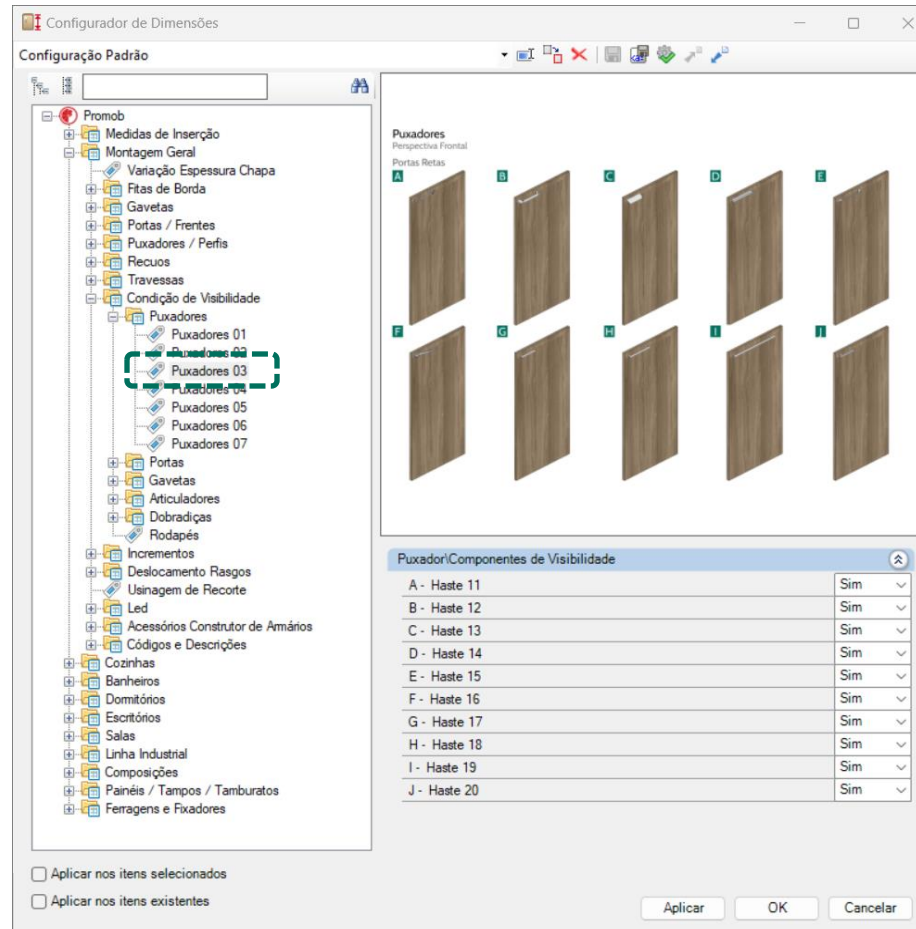 Configurador de Dimensões
Configuração Padrão
Promob
Medidas de Inserção
Montagem Geral
Variação Espessura Chapa
Fitas de Borda
Gavetas
Portas / Frentes
Puxadores / Perfis
Recuos
Travessas
Condição de Visibilidade
Puxadores
Puxadores 01
Puxadores 02
Puxadores 03
Puxadores 04
Puxadores 05
Puxadores 06
Puxadores 07
Portas
Gavetas
Articuladores
Dobradiças
Rodapés
Incrementos
Deslocamento Rasgos
Usinagem de Recorte
Led
Acessórios Construtor de Armários
Códigos e Descrições
Cozinhas
Banheiros
Dormitórios
Escritórios
Salas
Linha Industrial
Composições
Painéis / Tampos / Tamburatos
Ferragens e Fixadores
Puxadores
Perspectiva Frontal
Portas Retas
A B C D E
F G H I J
Puxador\Componentes de Visibilidade
A - Haste 11 Sim
B - Haste 12 Sim
C - Haste 13 Sim
D - Haste 14 Sim
E - Haste 15 Sim
F - Haste 16 Sim
G - Haste 17 Sim
H - Haste 18 Sim
I - Haste 19 Sim
J - Haste 20 Sim
Aplicar nos itens selecionados
Aplicar nos itens existentes
Aplicar OK Cancelar